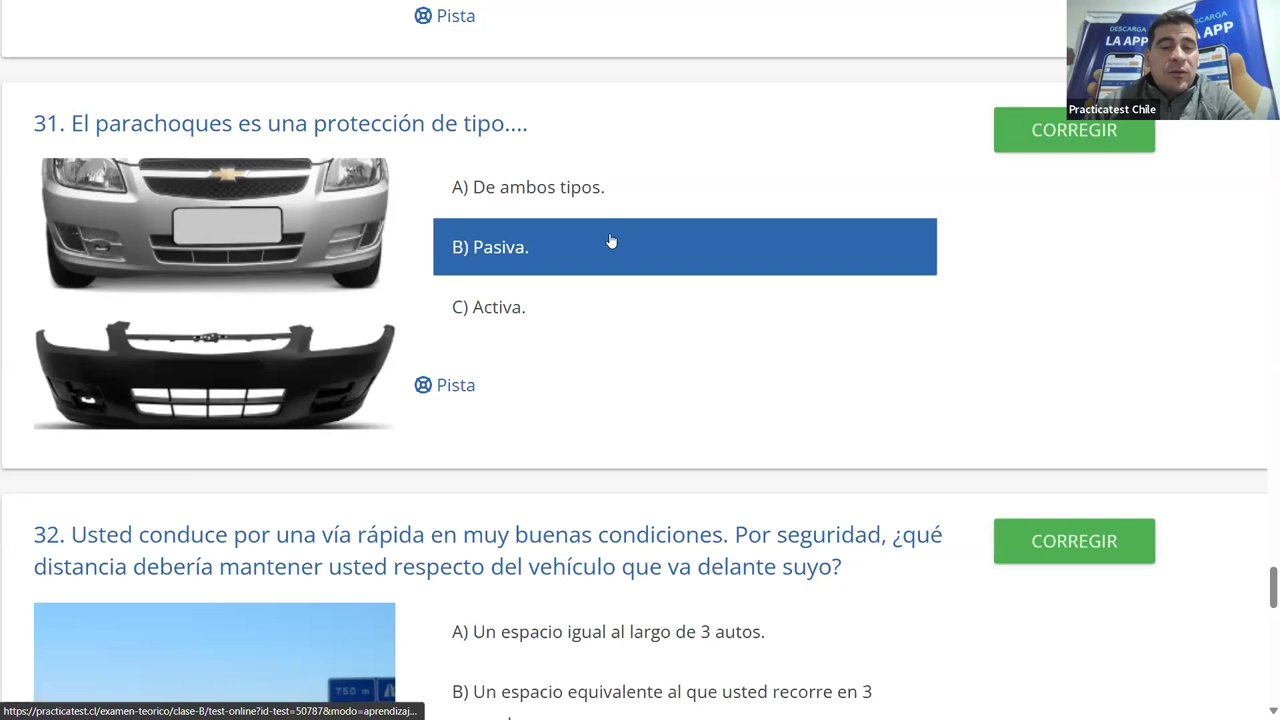 Pista
DESCARGA
LA APP
DESCARGA
APP
Practicatest Chile
31. El parachoques es una protección de tipo....
CORREGIR
A) De ambos tipos.
B) Pasiva.
C) Activa.
Pista
32. Usted conduce por una vía rápida en muy buenas condiciones. Por seguridad, ¿qué
distancia debería mantener usted respecto del vehículo que va delante suyo?
CORREGIR
A) Un espacio igual al largo de 3 autos.
750 m
B) Un espacio equivalente al que usted recorre en 3
https://practicatest.cl/examen-teorico/clase-B/test-online?id-test=50787&modo=aprendizaj...